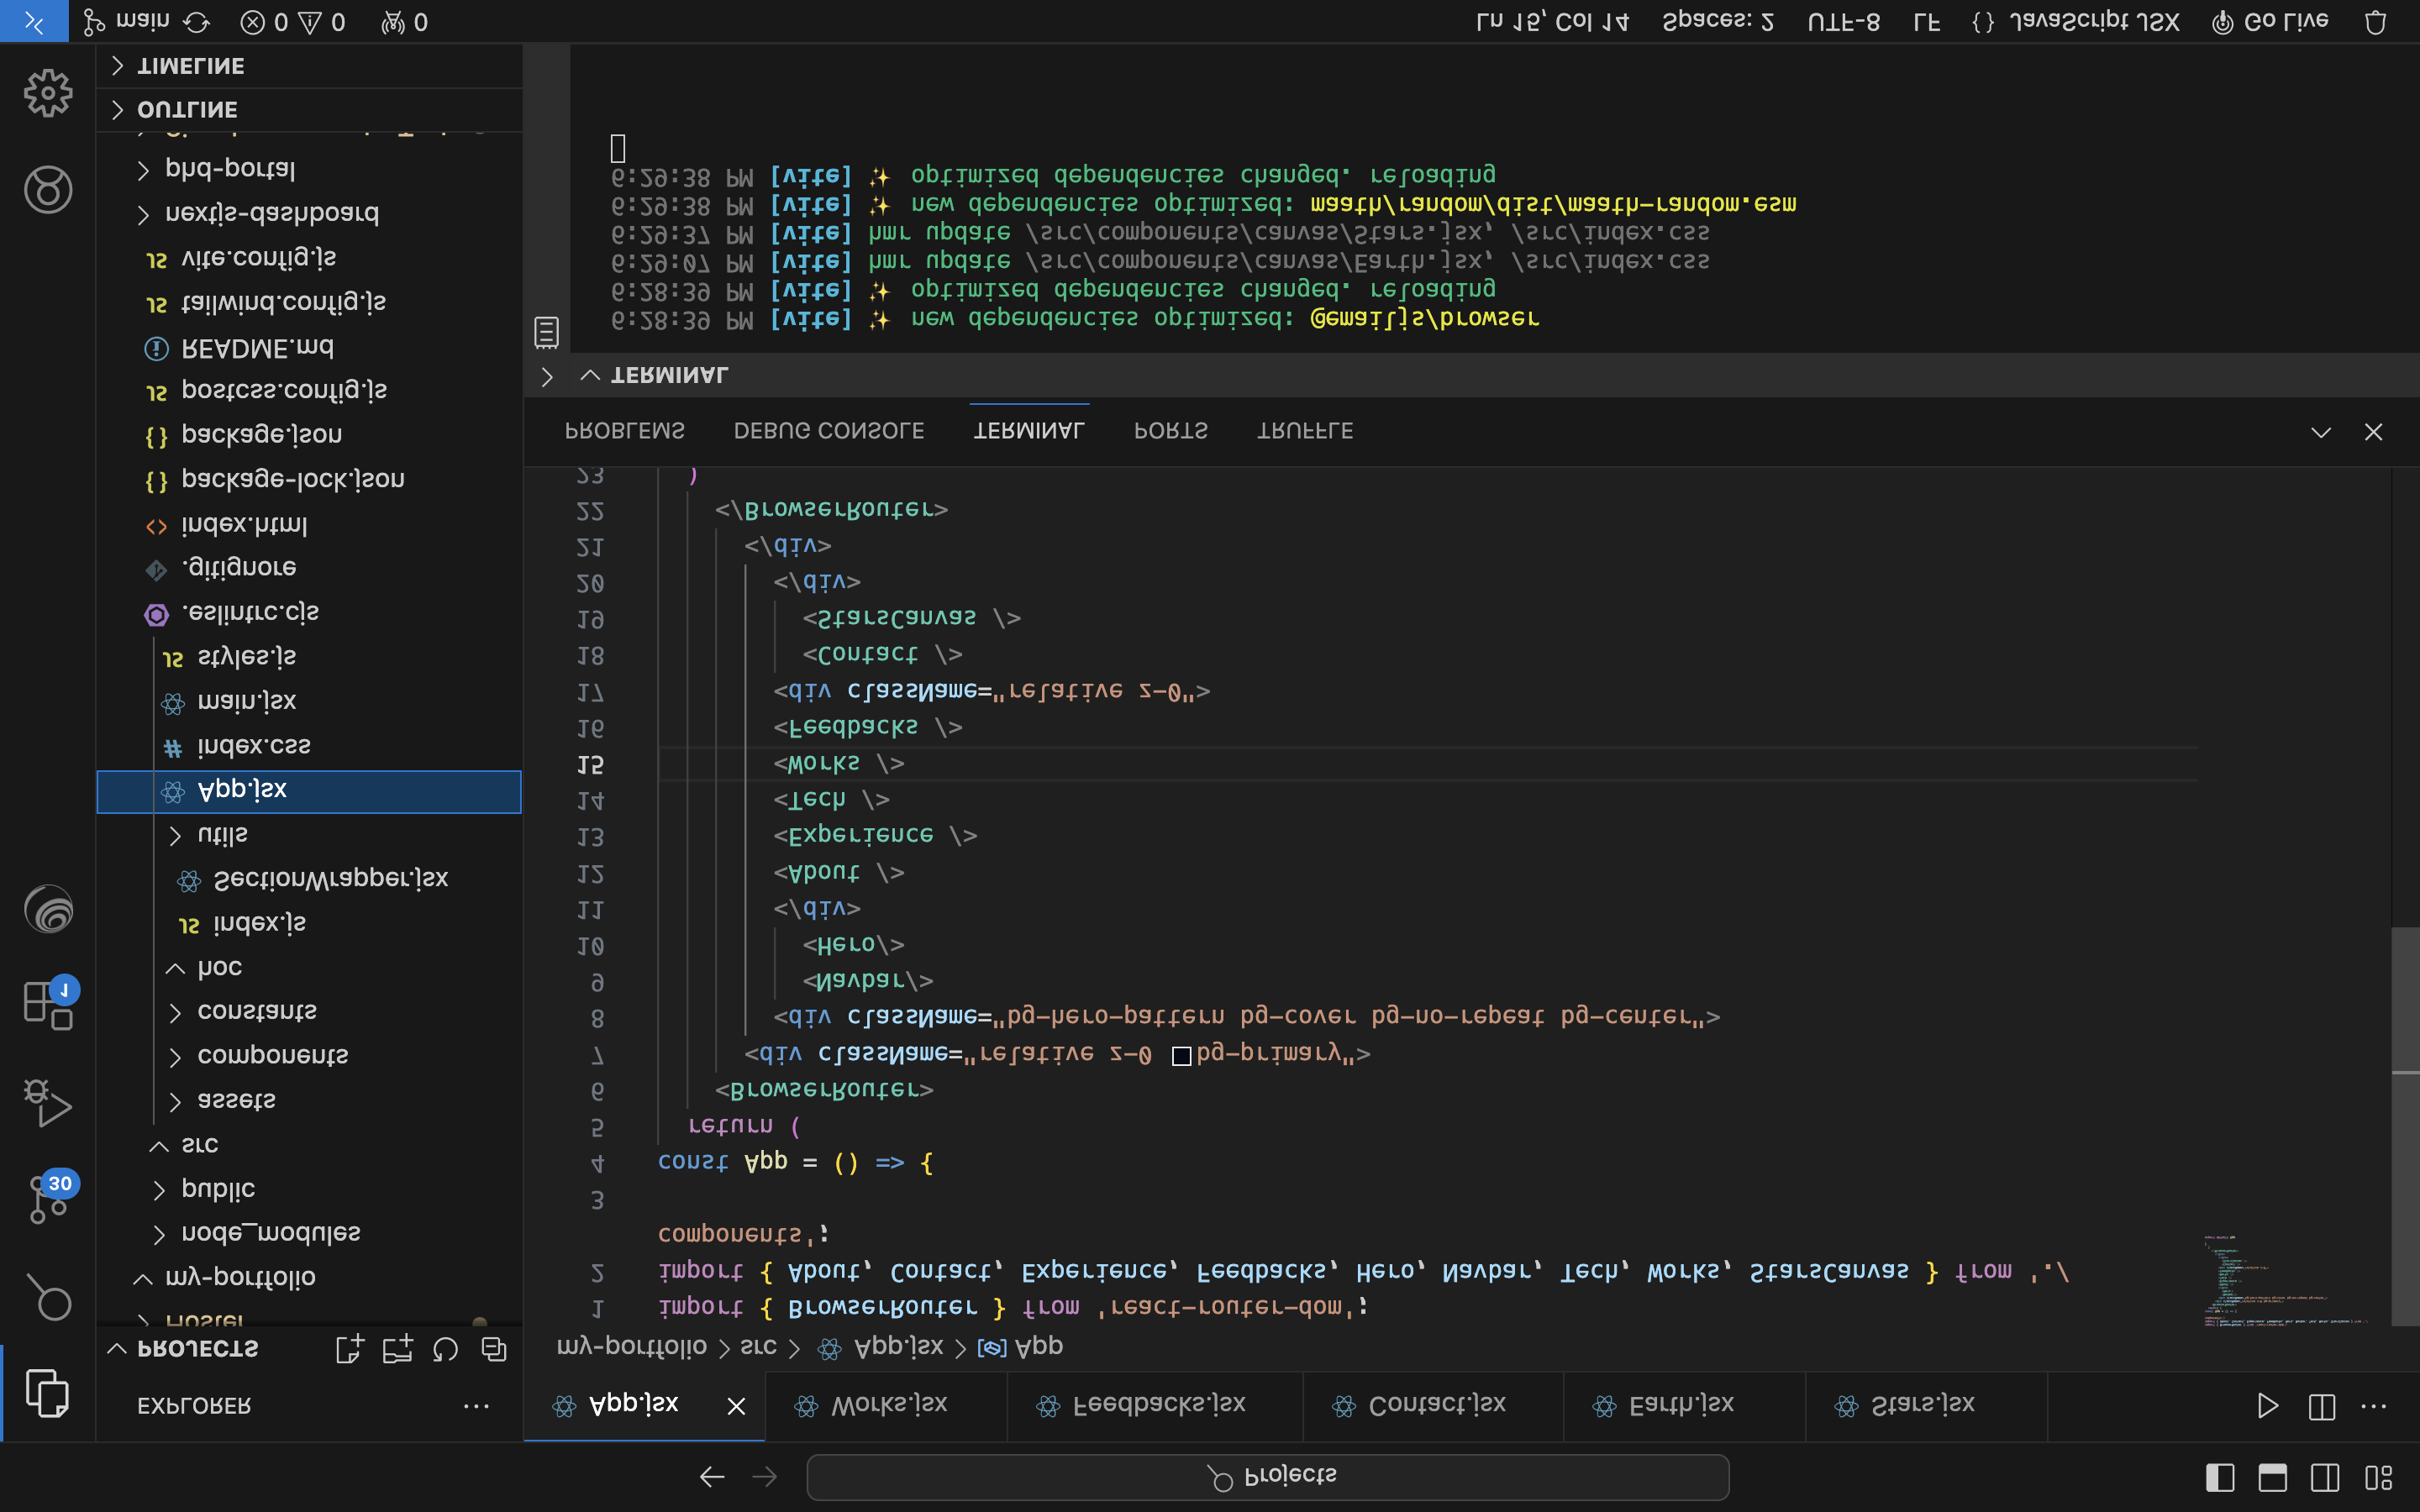 Projects
EXPLORER
PROJECTS
Hoster
my-portfolio
node_modules
public
src
assets
components
constants
hoc
JS index.js
SectionWrapper.jsx
utils
App.jsx
# index.css
main.jsx
JS styles.js
.eslintrc.cjs
.gitignore
<> index.html
{} package-lock.json
{} package.json
JS postcss.config.js
README.md
JS tailwind.config.js
JS vite.config.js
nextjs-dashboard
phd-portal
OUTLINE
TIMELINE
30
1
App.jsx
Works.jsx
Feedbacks.jsx
Contact.jsx
Earth.jsx
Stars.jsx
my-portfolio > src > App.jsx > App
1 import { BrowserRouter } from 'react-router-dom';
2 import { About, Contact, Experience, Feedbacks, Hero, Navbar, Tech, Works, StarsCanvas } from './
components';
3
4 const App = () => {
5 return (
6 <BrowserRouter>
7 <div className="relative z-0 bg-primary">
8 <div className="bg-hero-pattern bg-cover bg-no-repeat bg-center">
9 <Navbar/>
10 <Hero/>
11 </div>
12 <About />
13 <Experience />
14 <Tech />
15 <Works />
16 <Feedbacks />
17 <div className="relative z-0">
18 <Contact />
19 <StarsCanvas />
20 </div>
21 </div>
22 </BrowserRouter>
23 )
PROBLEMS DEBUG CONSOLE TERMINAL PORTS TRUFFLE
TERMINAL
6:28:39 PM [vite] ✨ new dependencies optimized: @emailjs/browser
6:28:39 PM [vite] ✨ optimized dependencies changed. reloading
6:29:07 PM [vite] hmr update /src/components/canvas/Earth.jsx, /src/index.css
6:29:37 PM [vite] hmr update /src/components/canvas/Stars.jsx, /src/index.css
6:29:38 PM [vite] ✨ new dependencies optimized: maath/random/dist/maath-random.esm
6:29:38 PM [vite] ✨ optimized dependencies changed. reloading
main 0 0 0 Ln 15, Col 14 Spaces: 2 UTF-8 LF {} JavaScript JSX Go Live